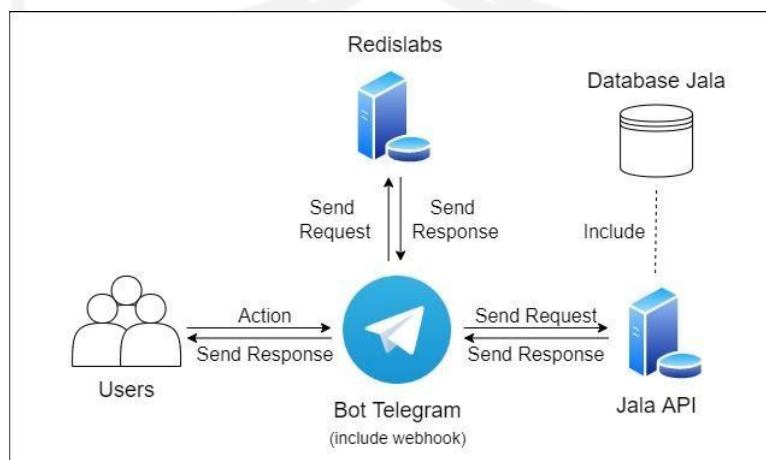 Redislabs
Database Jala
Send
Request
Send
Response
Include
Action
Send Response
Send Request
Send Response
Users
Bot Telegram
(include webhook)
Jala API